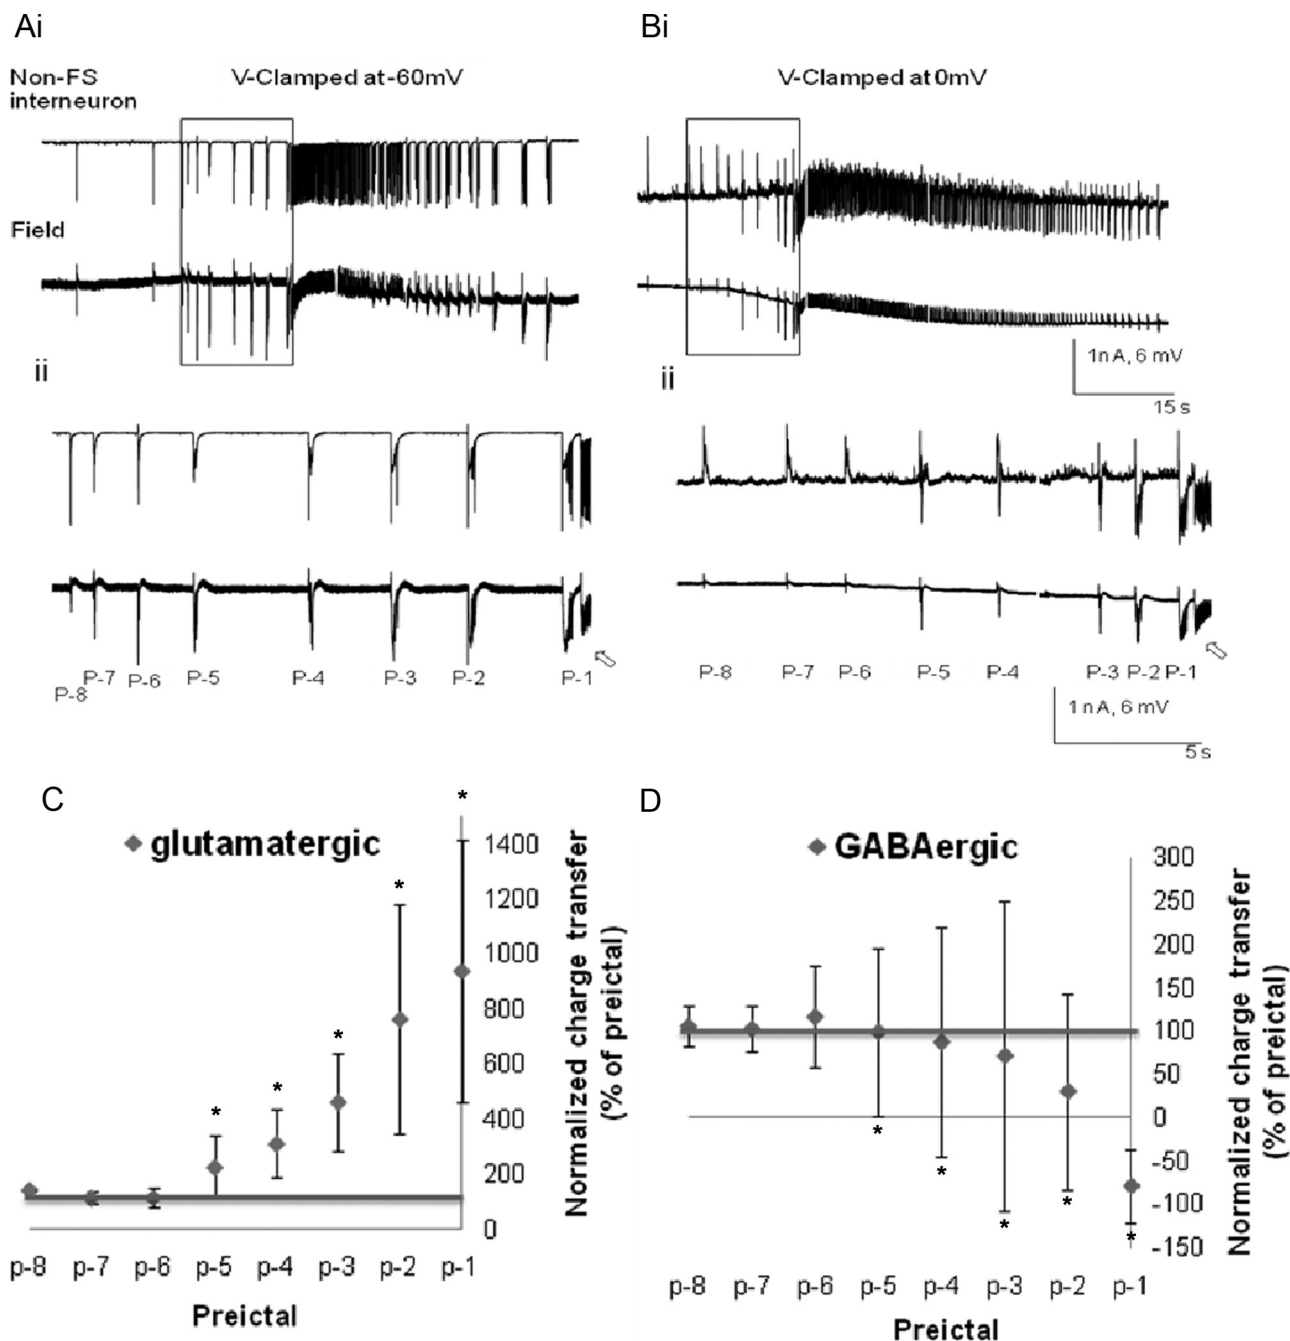 Ai
Non-FS
interneuron
V-Clamped at -60mV
Field
ii
P-8
P-7
P-6
P-5
P-4
P-3
P-2
P-1
Bi
V-Clamped at 0mV
1nA, 6 mV
15 s
ii
P-8
P-7
P-6
P-5
P-4
P-3
P-2
P-1
1nA, 6 mV
5 s
C
glutamatergic
*
*
*
*
*
1400
1200
1000
800
600
400
200
0
Normalized charge transfer
(% of preictal)
p-8
p-7
p-6
p-5
p-4
p-3
p-2
p-1
Preictal
D
GABAergic
300
250
200
150
100
50
0
-50
-100
-150
*
*
*
*
*
Normalized charge transfer
(% of preictal)
p-8
p-7
p-6
p-5
p-4
p-3
p-2
p-1
Preictal